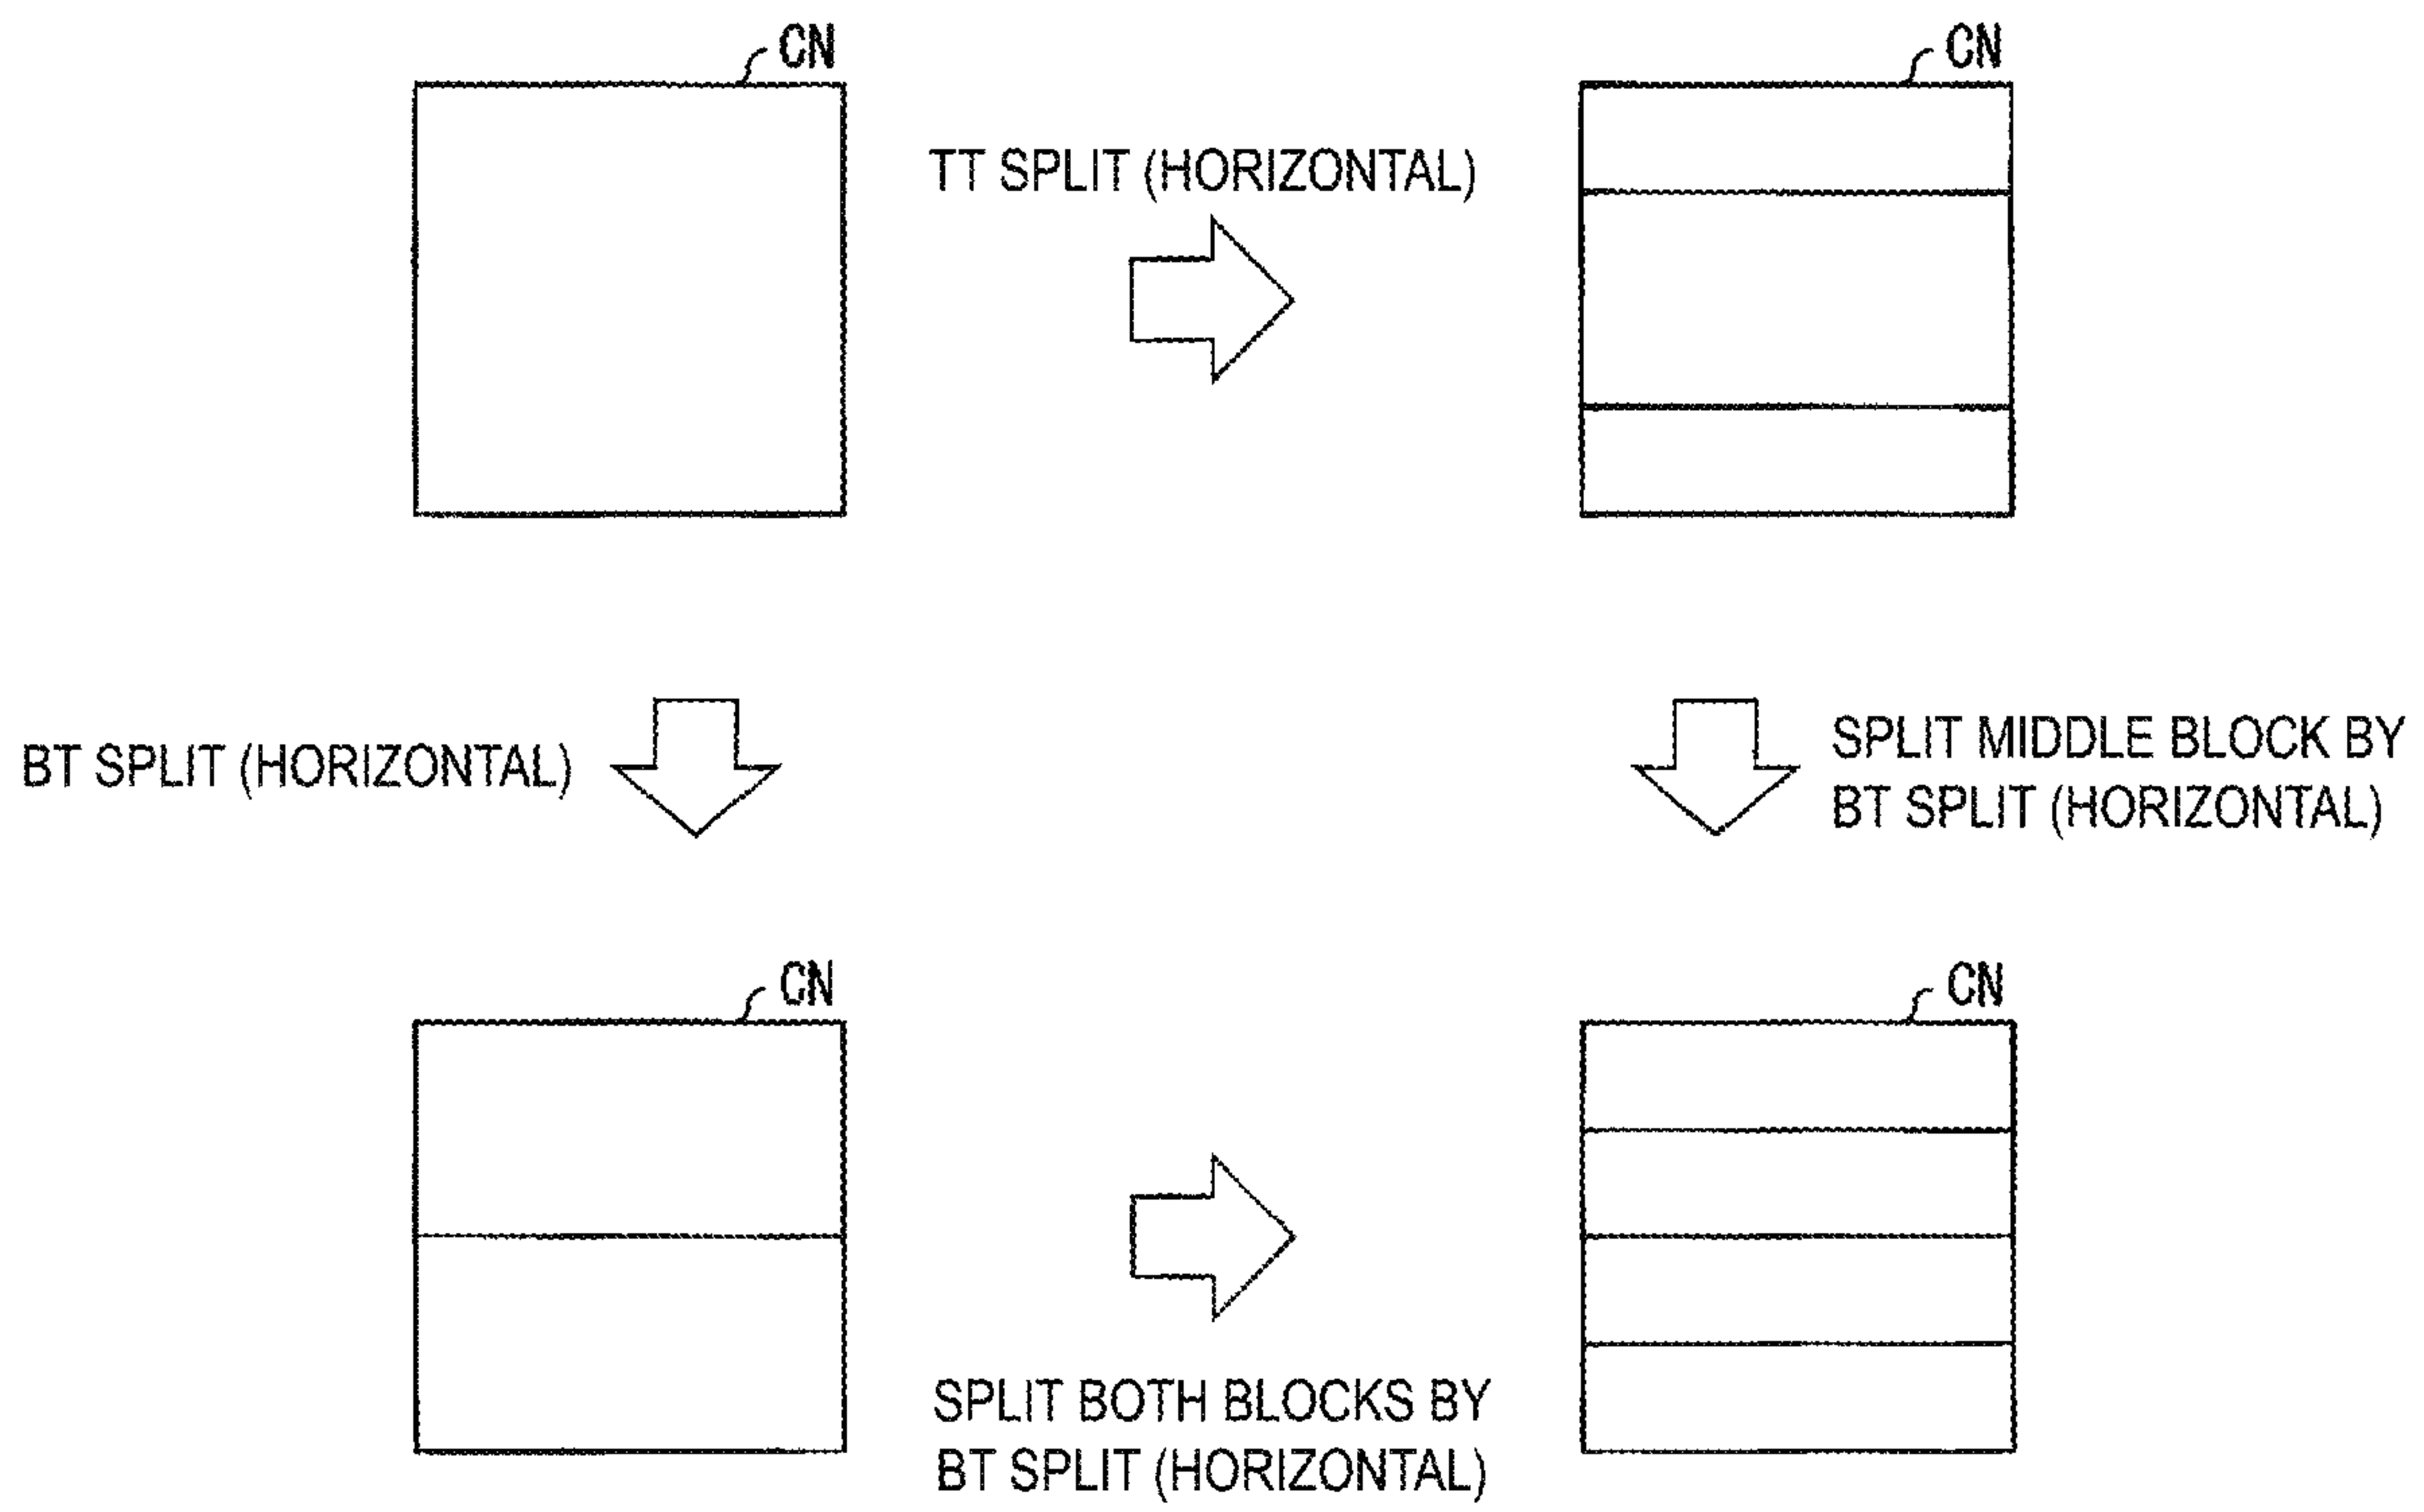 CN
CN
TT SPLIT (HORIZONTAL)
BT SPLIT (HORIZONTAL)
SPLIT MIDDLE BLOCK BY
BT SPLIT (HORIZONTAL)
CN
CN
SPLIT BOTH BLOCKS BY
BT SPLIT (HORIZONTAL)